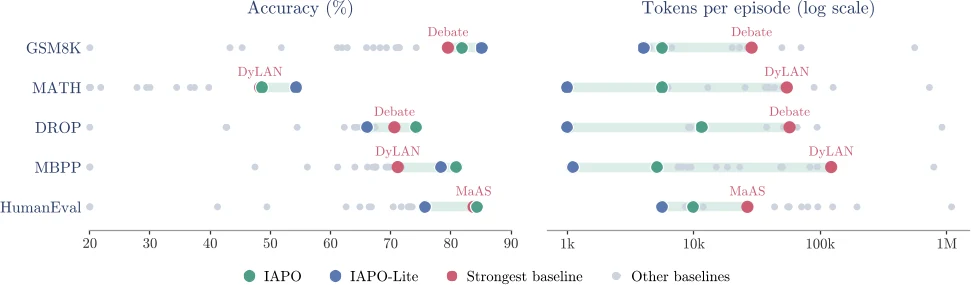 Accuracy (%)
Tokens per episode (log scale)
GSM8K
Debate
Debate
MATH
DyLAN
DyLAN
DROP
Debate
Debate
MBPP
DyLAN
DyLAN
HumanEval
MaAS
MaAS
20 30 40 50 60 70 80 90
1k 10k 100k 1M
IAPO IAPO-Lite Strongest baseline Other baselines